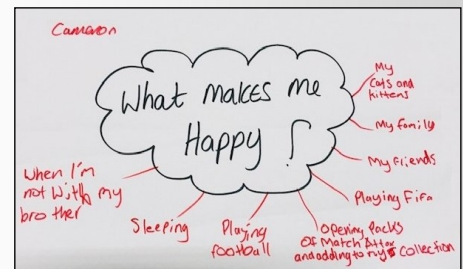 Cameron
What makes me
Happy ?
My
Cats and
kittens
My family
My Friends
Playing Fifa
Opening Packs
Of Match Attax
and adding to my collection
Playing
football
Sleeping
When I'm
not with my
brother